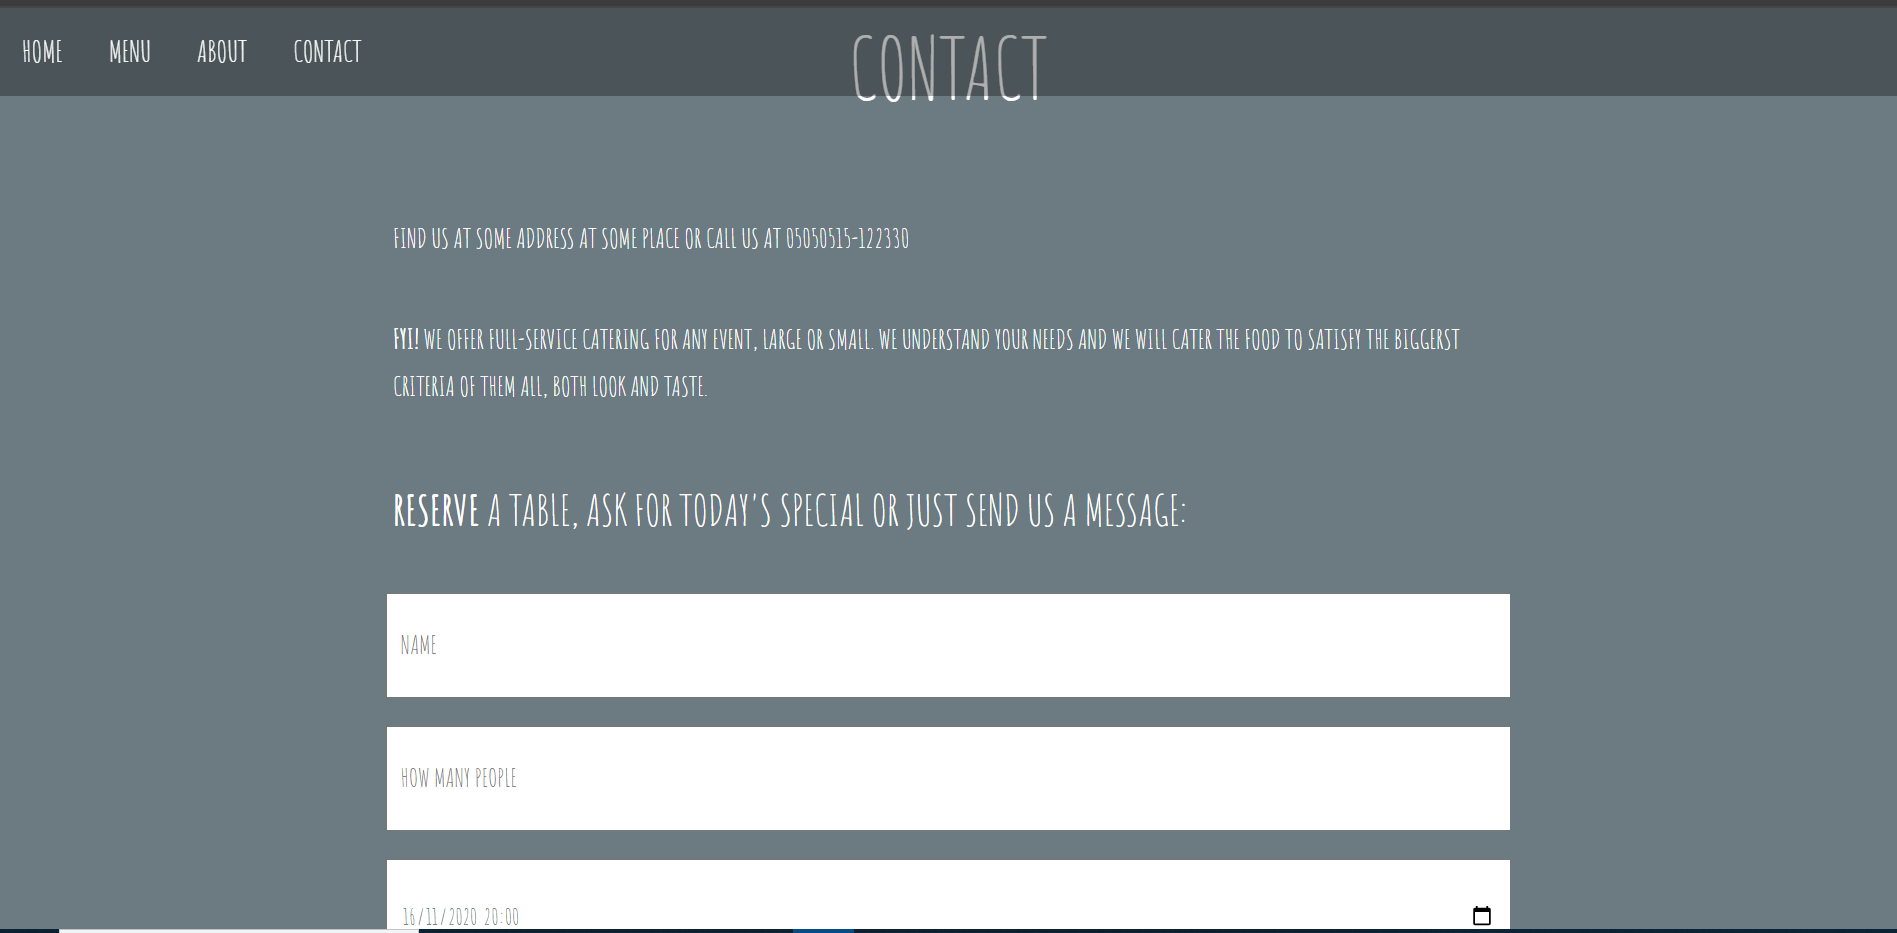 HOME MENU ABOUT CONTACT
CONTACT
FIND US AT SOME ADDRESS AT SOME PLACE OR CALL US AT 05050515-122330
FYI! WE OFFER FULL-SERVICE CATERING FOR ANY EVENT, LARGE OR SMALL. WE UNDERSTAND YOUR NEEDS AND WE WILL CATER THE FOOD TO SATISFY THE BIGGERST
CRITERIA OF THEM ALL, BOTH LOOK AND TASTE.
RESERVE A TABLE, ASK FOR TODAY'S SPECIAL OR JUST SEND US A MESSAGE:
NAME
HOW MANY PEOPLE
16/11/2020 20:00